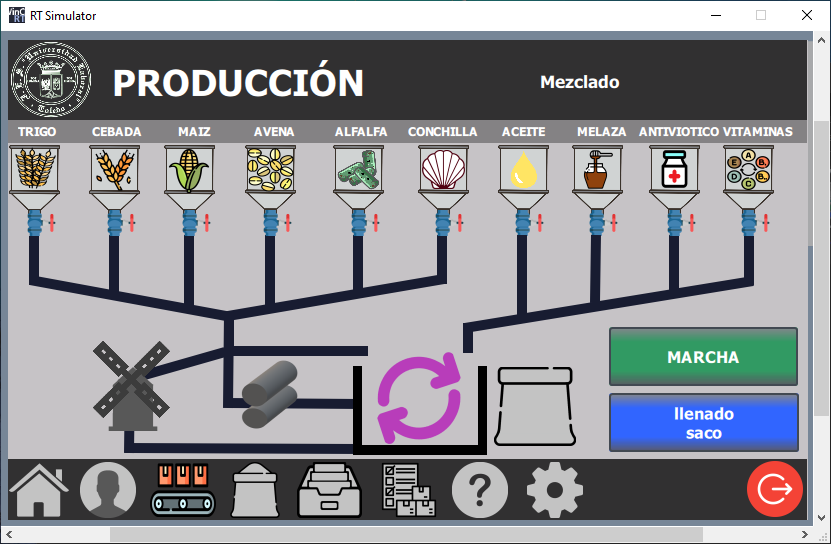 RT Simulator
PRODUCCIÓN
Mezclado
TRIGO CEBADA MAIZ AVENA ALFALFA CONCHILLA ACEITE MELAZA ANTIVIOTICO VITAMINAS
A
E B
D B
C B
MARCHA
llenado
saco
?